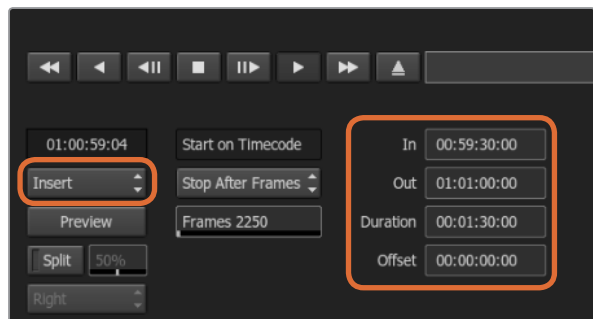 01:00:59:04 Start on Timecode In 00:59:30:00
Insert Stop After Frames Out 01:01:00:00
Preview Frames 2250 Duration 00:01:30:00
Split 50% Offset 00:00:00:00
Right